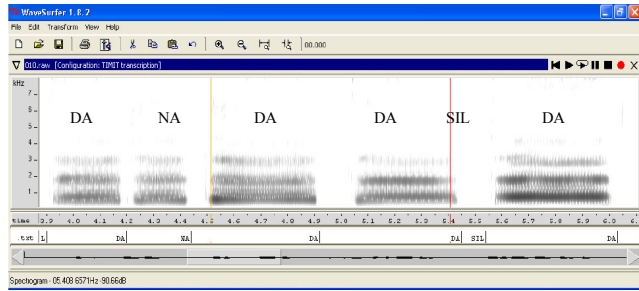 WaveSurfer 1.8.2
File Edit Transform View Help
00.000
010.raw [Configuration: TIMIT transcription]
kHz
7
6
DA NA DA DA SIL DA
5
4
3
2
1
time 3.9 4.0 4.1 4.2 4.3 4.4 4.5 4.6 4.7 4.8 4.9 5.0 5.1 5.2 5.3 5.4 5.5 5.6 5.7 5.8 5.9 6.0
.txt L DA NA DA DA SIL DA
Spectrogram - 05.408 6571Hz -90.66dB